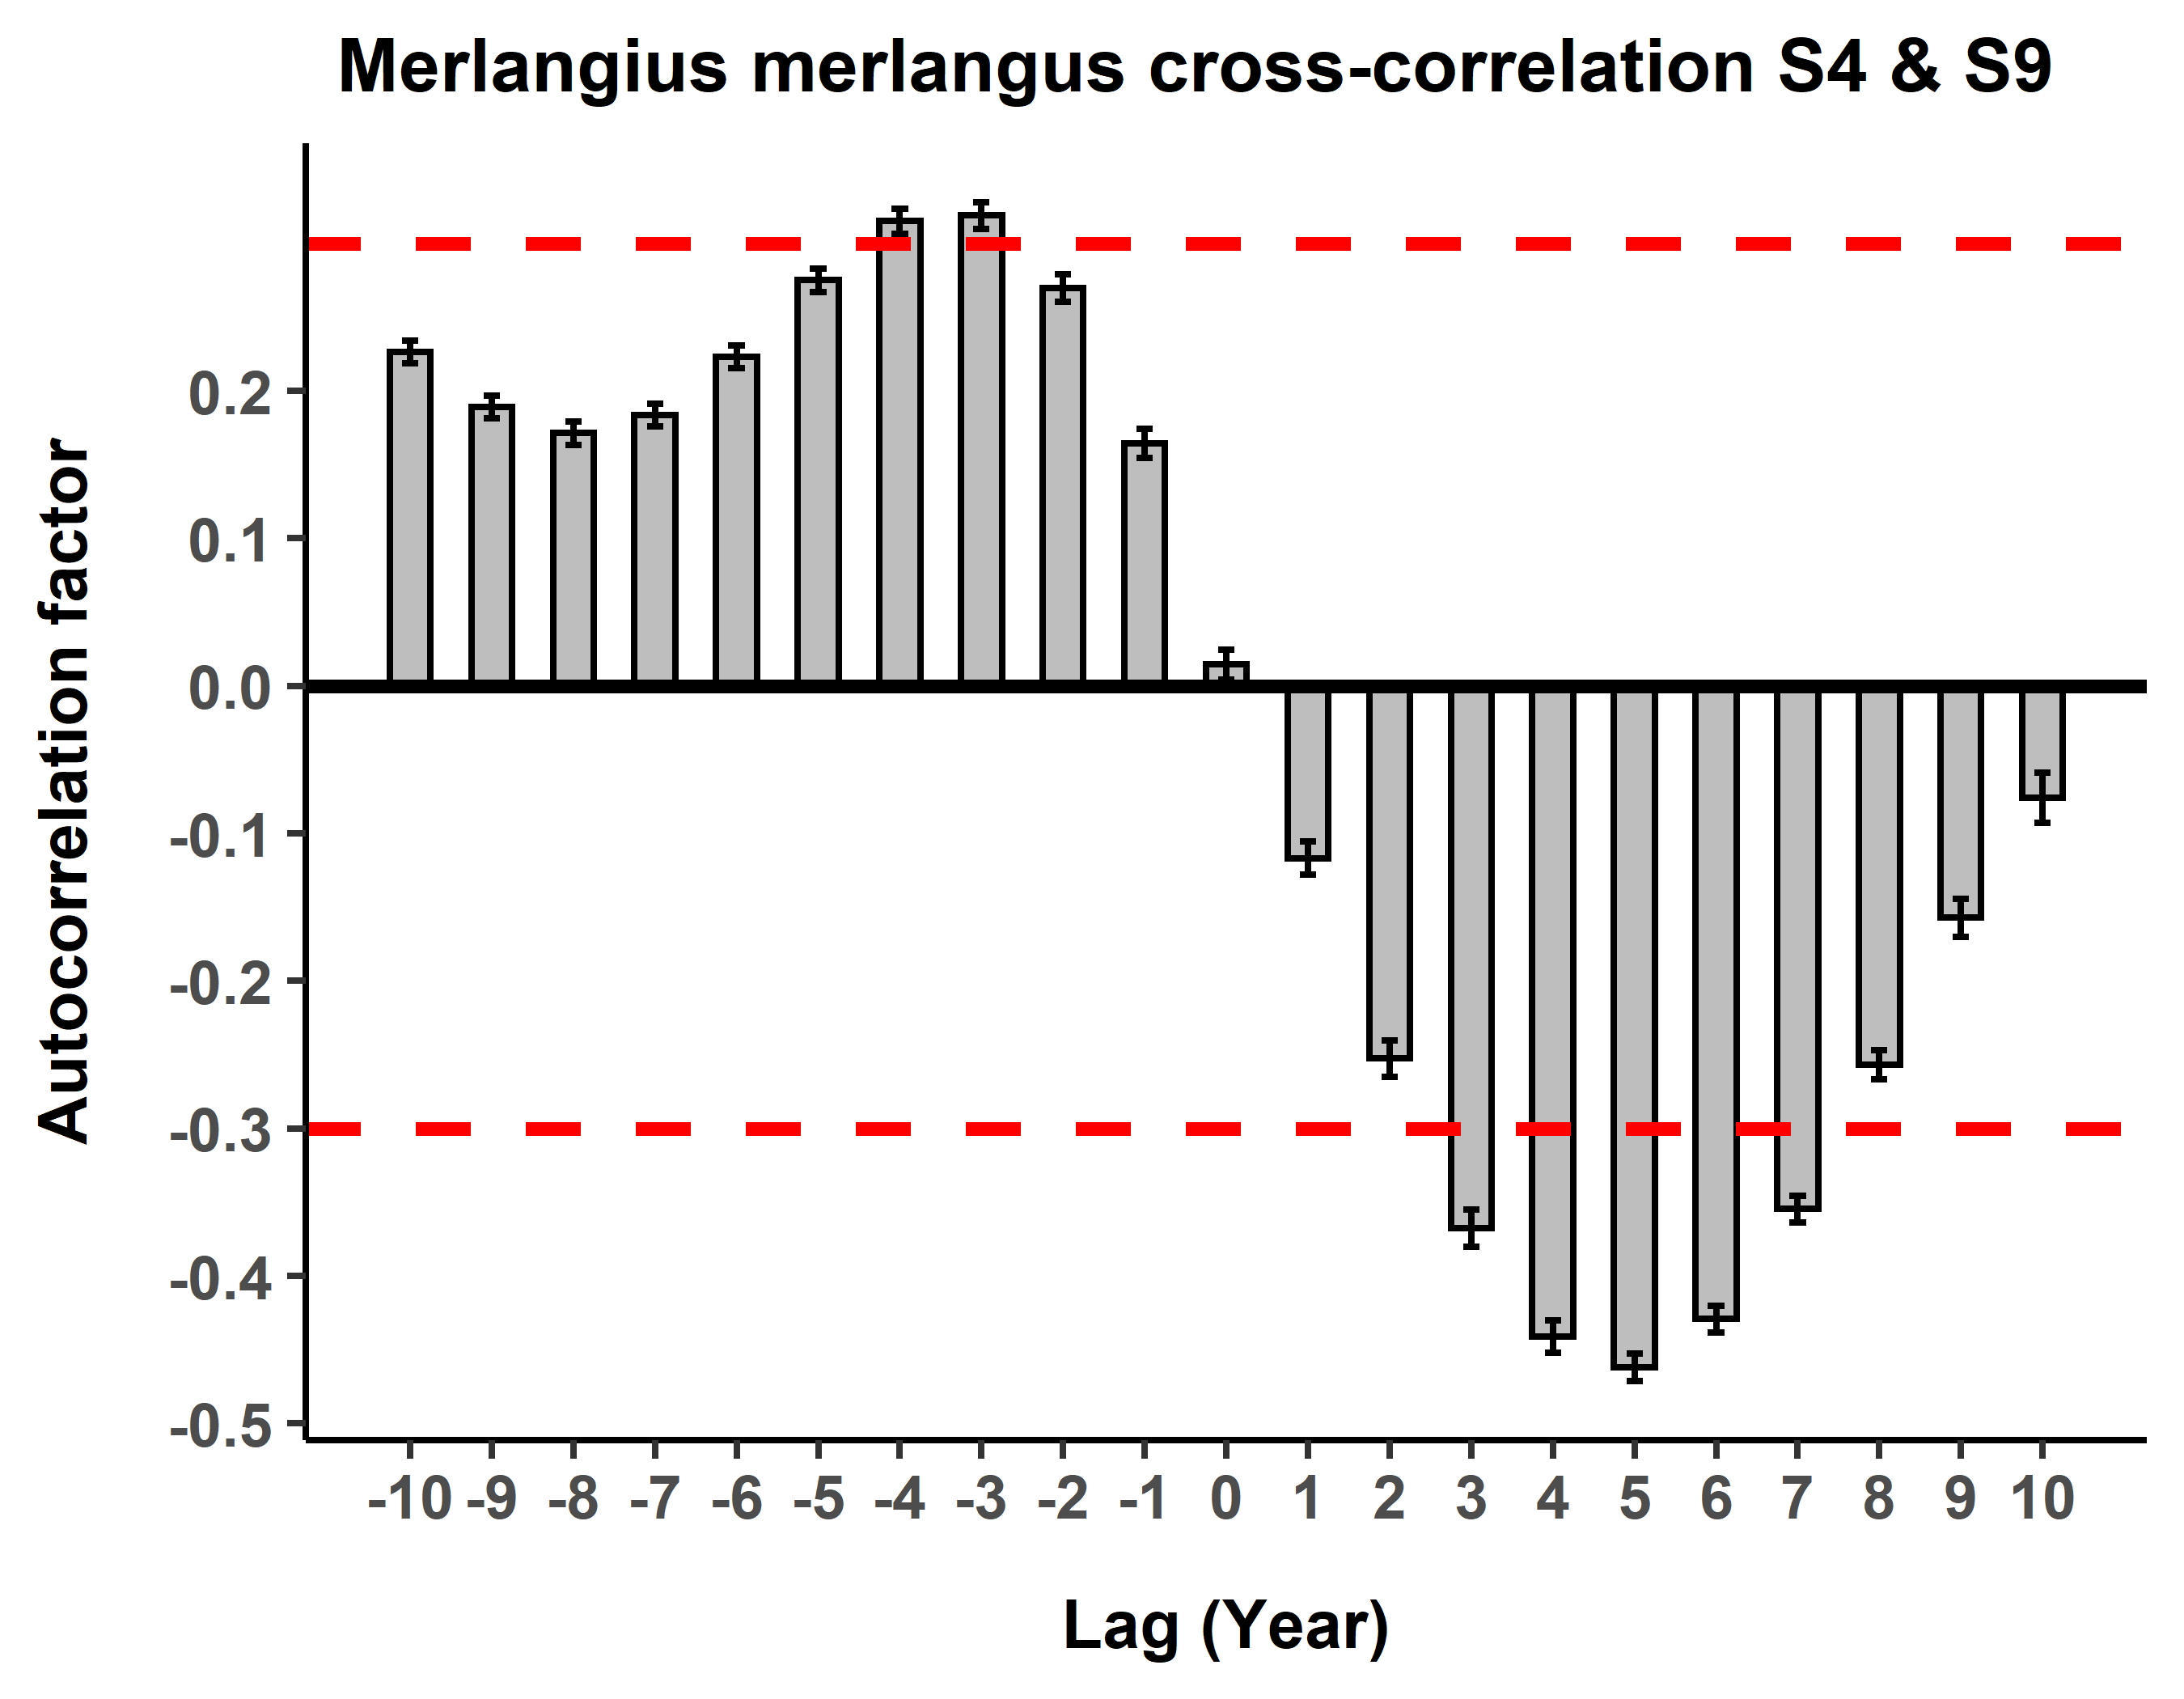 Merlangius merlangus cross-correlation S4 & S9
Autocorrelation factor
0.2
0.1
0.0
-0.1
-0.2
-0.3
-0.4
-0.5
-10 -9 -8 -7 -6 -5 -4 -3 -2 -1 0 1 2 3 4 5 6 7 8 9 10
Lag (Year)